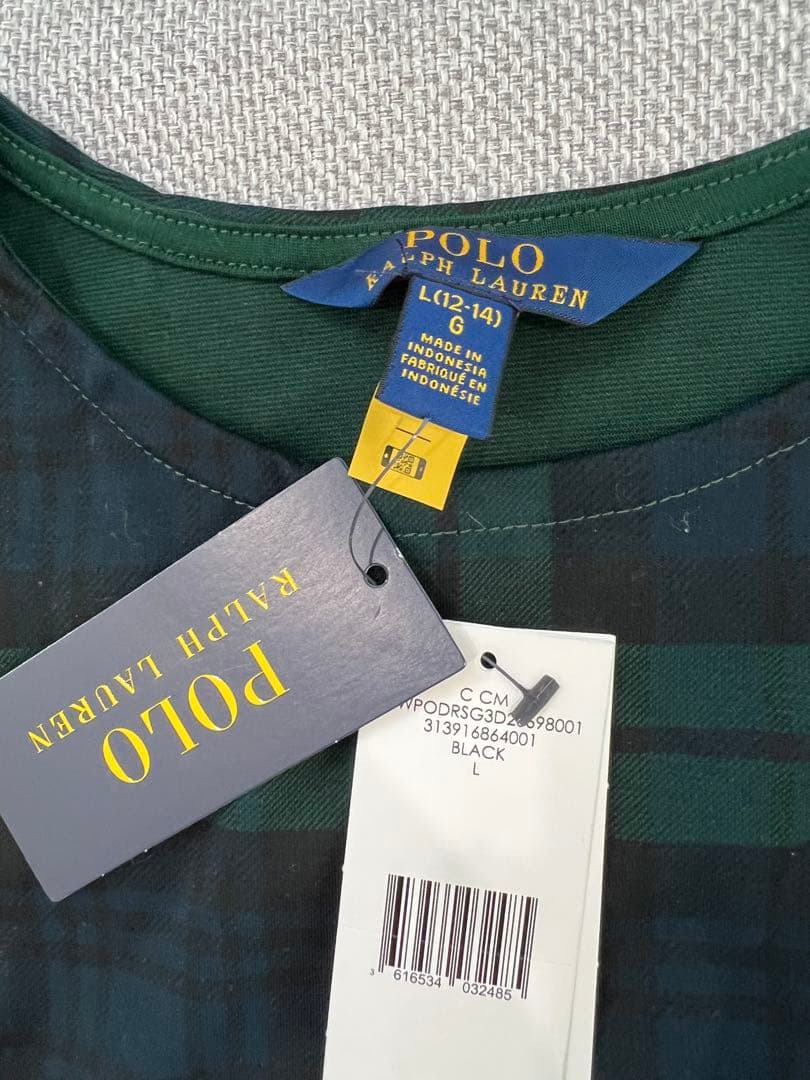 POLO
RALPH LAUREN
L(12-14)
G
MADE IN
INDONESIA
FABRIQUÉ EN
INDONÉSIE
POLO
RALPH LAUREN
C CM
313916864001
BLACK
L
3 616534 032485